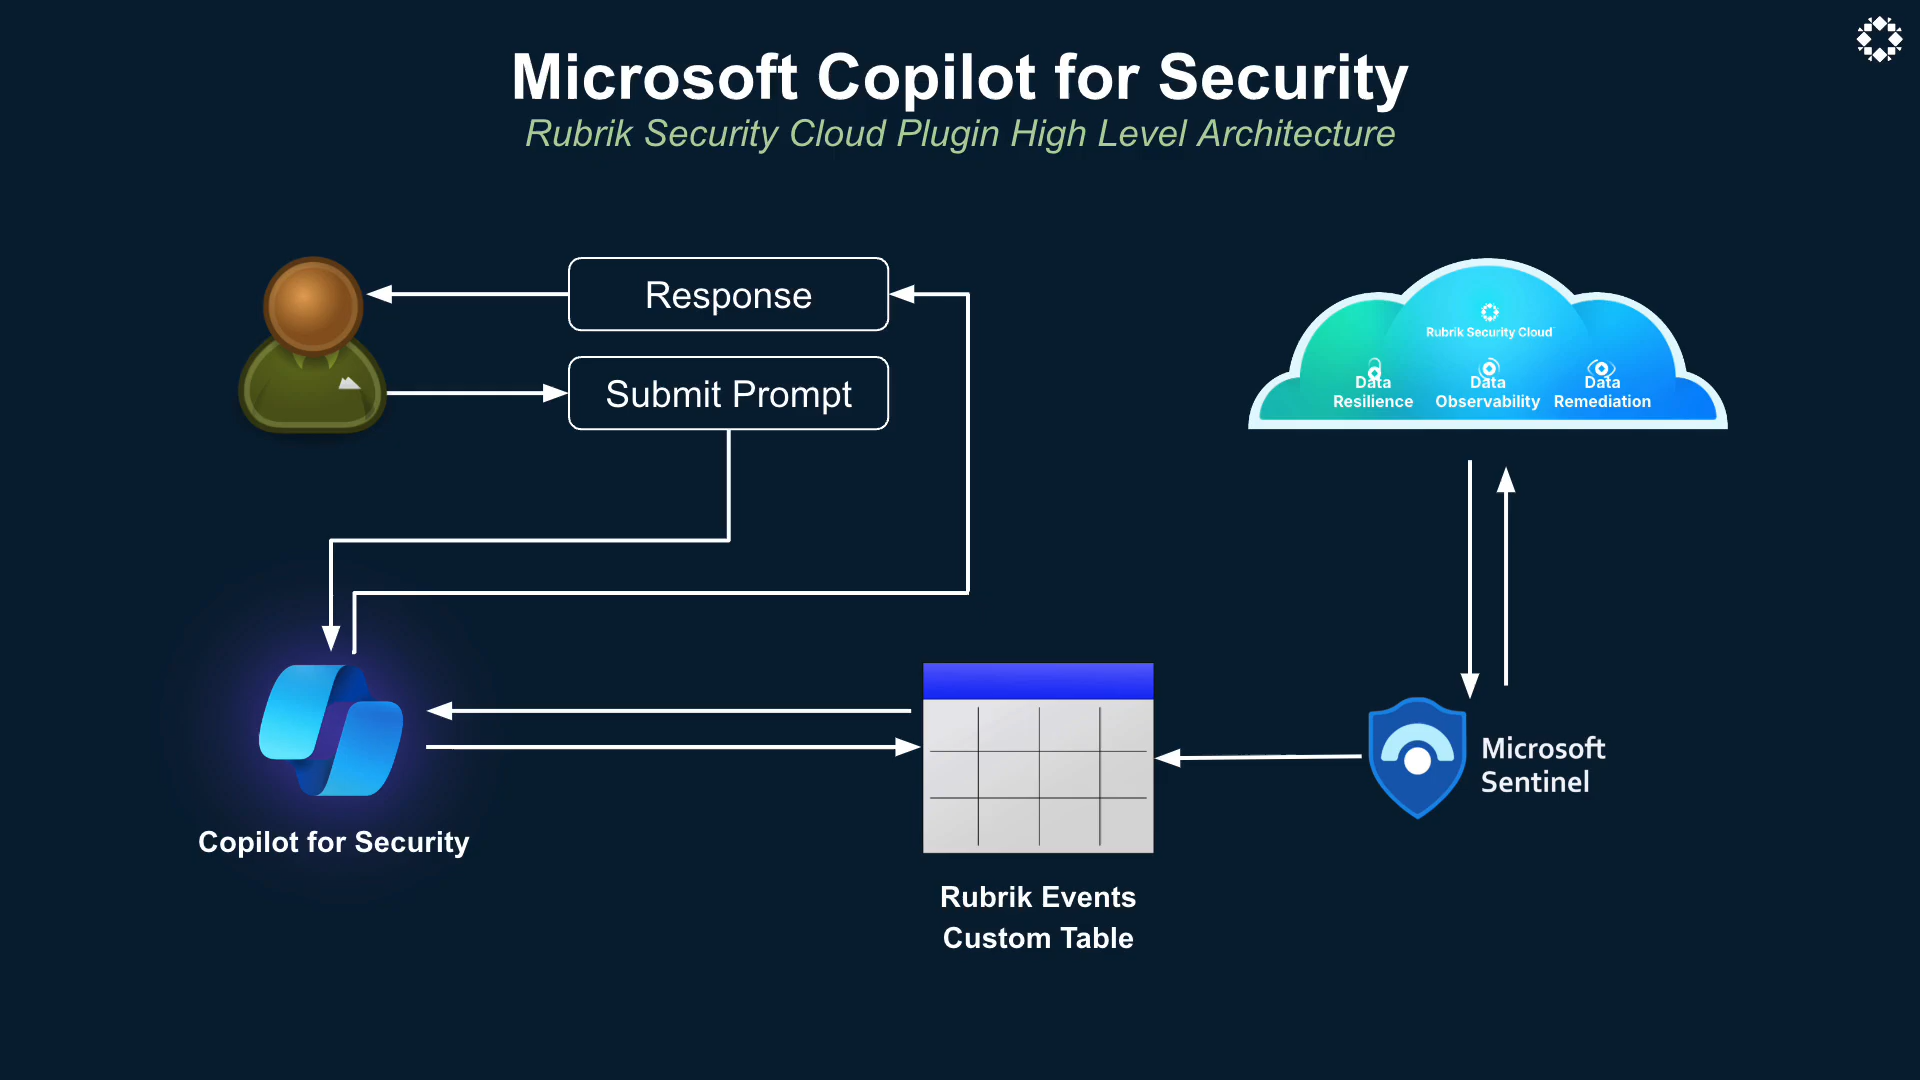 Microsoft Copilot for Security
Rubrik Security Cloud Plugin High Level Architecture
Response
Submit Prompt
Rubrik Security Cloud
Data
Resilience
Data
Observability
Data
Remediation
Copilot for Security
Rubrik Events
Custom Table
Microsoft
Sentinel